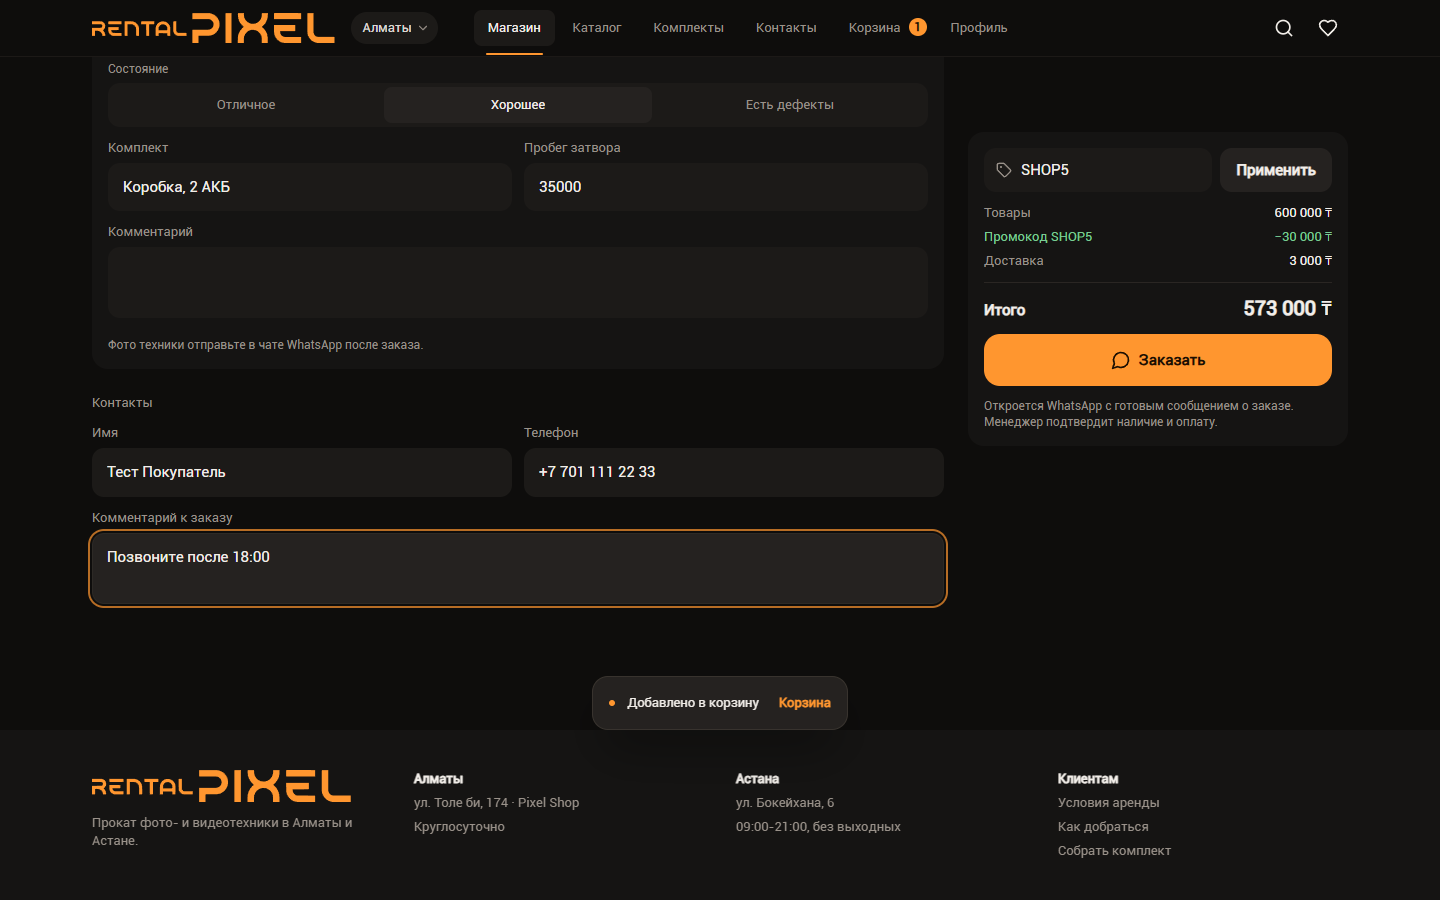 RENTAL PIXEL
Алматы
Магазин
Каталог
Комплекты
Контакты
Корзина 1
Профиль
Состояние
Отличное
Хорошее
Есть дефекты
Комплект
Пробег затвора
Коробка, 2 АКБ
35000
Комментарий
Фото техники отправьте в чате WhatsApp после заказа.
Контакты
Имя
Телефон
Тест Покупатель
+7 701 111 22 33
Комментарий к заказу
Позвоните после 18:00
SHOP5
Применить
Товары 600 000 ₸
Промокод SHOP5 −30 000 ₸
Доставка 3 000 ₸
Итого 573 000 ₸
Заказать
Откроется WhatsApp с готовым сообщением о заказе.
Менеджер подтвердит наличие и оплату.
Добавлено в корзину Корзина
RENTAL PIXEL
Прокат фото- и видеотехники в Алматы и
Астане.
Алматы
ул. Толе би, 174 · Pixel Shop
Круглосуточно
Астана
ул. Бокейхана, 6
09:00-21:00, без выходных
Клиентам
Условия аренды
Как добраться
Собрать комплект